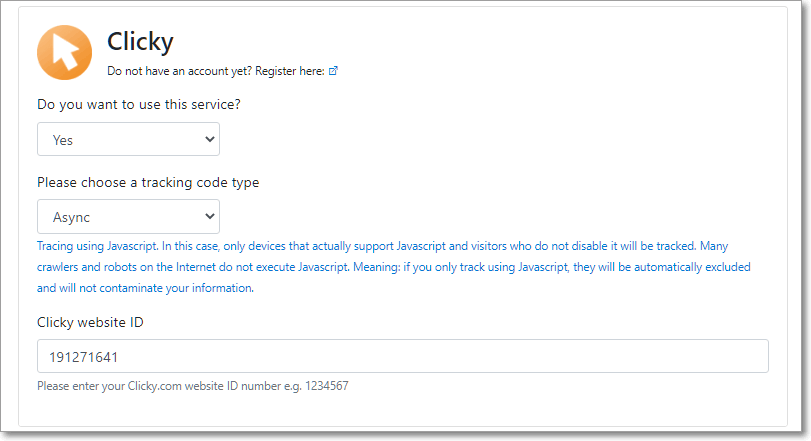 Clicky
Do not have an account yet? Register here:
Do you want to use this service?
Yes
Please choose a tracking code type
Async
Tracing using Javascript. In this case, only devices that actually support Javascript and visitors who do not disable it will be tracked. Many
crawlers and robots on the Internet do not execute Javascript. Meaning: if you only track using Javascript, they will be automatically excluded
and will not contaminate your information.
Clicky website ID
191271641
Please enter your Clicky.com website ID number e.g. 1234567